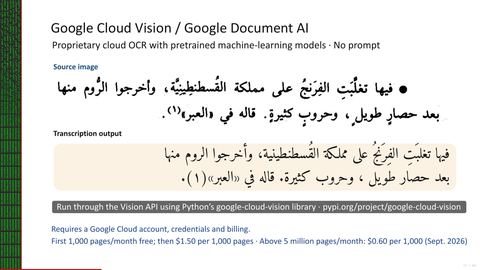 Google Cloud Vision / Google Document AI
Proprietary cloud OCR with pretrained machine-learning models · No prompt
Source image
● فيها تغلَّبَتِ الفِرَنجُ على مملكة القُسطنطِينِيَّة، وأخرجوا الرُّوم منها
بعد حصارٍ طويل، وحروبٍ كثيرةٍ. قاله في «العبر»(١).
Transcription output
فيها تغلبَتِ الفِرَنجُ على مملكة القُسطنطينية، وأخرجوا الروم منها
بعد حصار طويل ، وحروب كثيرة. قاله في «العبر» (١).
Run through the Vision API using Python's google-cloud-vision library · pypi.org/project/google-cloud-vision
Requires a Google Cloud account, credentials and billing.
First 1,000 pages/month free; then $1.50 per 1,000 pages · Above 5 million pages/month: $0.60 per 1,000 (Sept. 2026)